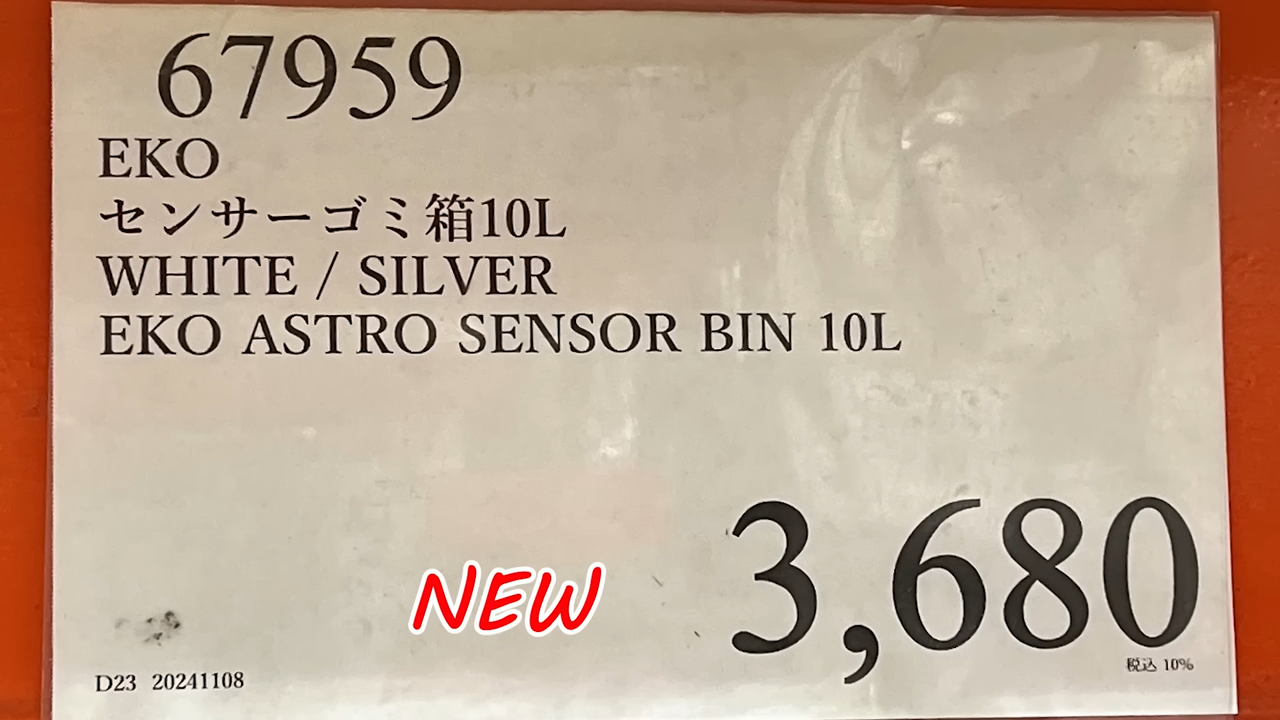 67959
EKO
センサーゴミ箱10L
WHITE / SILVER
EKO ASTRO SENSOR BIN 10L
NEW
3,680
税込 10%
D23 20241108